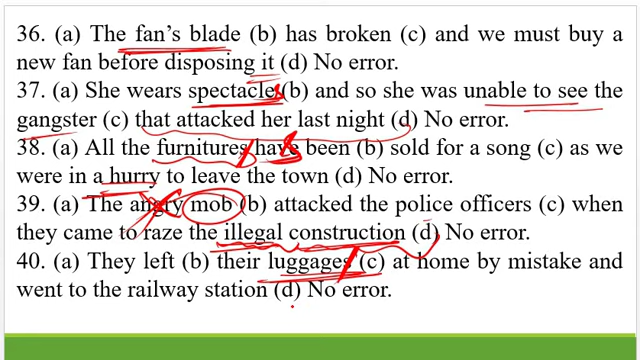 36. (a) The fan's blade (b) has broken (c) and we must buy a
new fan before disposing it (d) No error.
37. (a) She wears spectacles (b) and so she was unable to see the
gangster (c) that attacked her last night (d) No error.
38. (a) All the furnitures have been (b) sold for a song (c) as we
were in a hurry to leave the town (d) No error.
39. (a) The angry mob (b) attacked the police officers (c) when
they came to raze the illegal construction (d) No error.
40. (a) They left (b) their luggages (c) at home by mistake and
went to the railway station (d) No error.